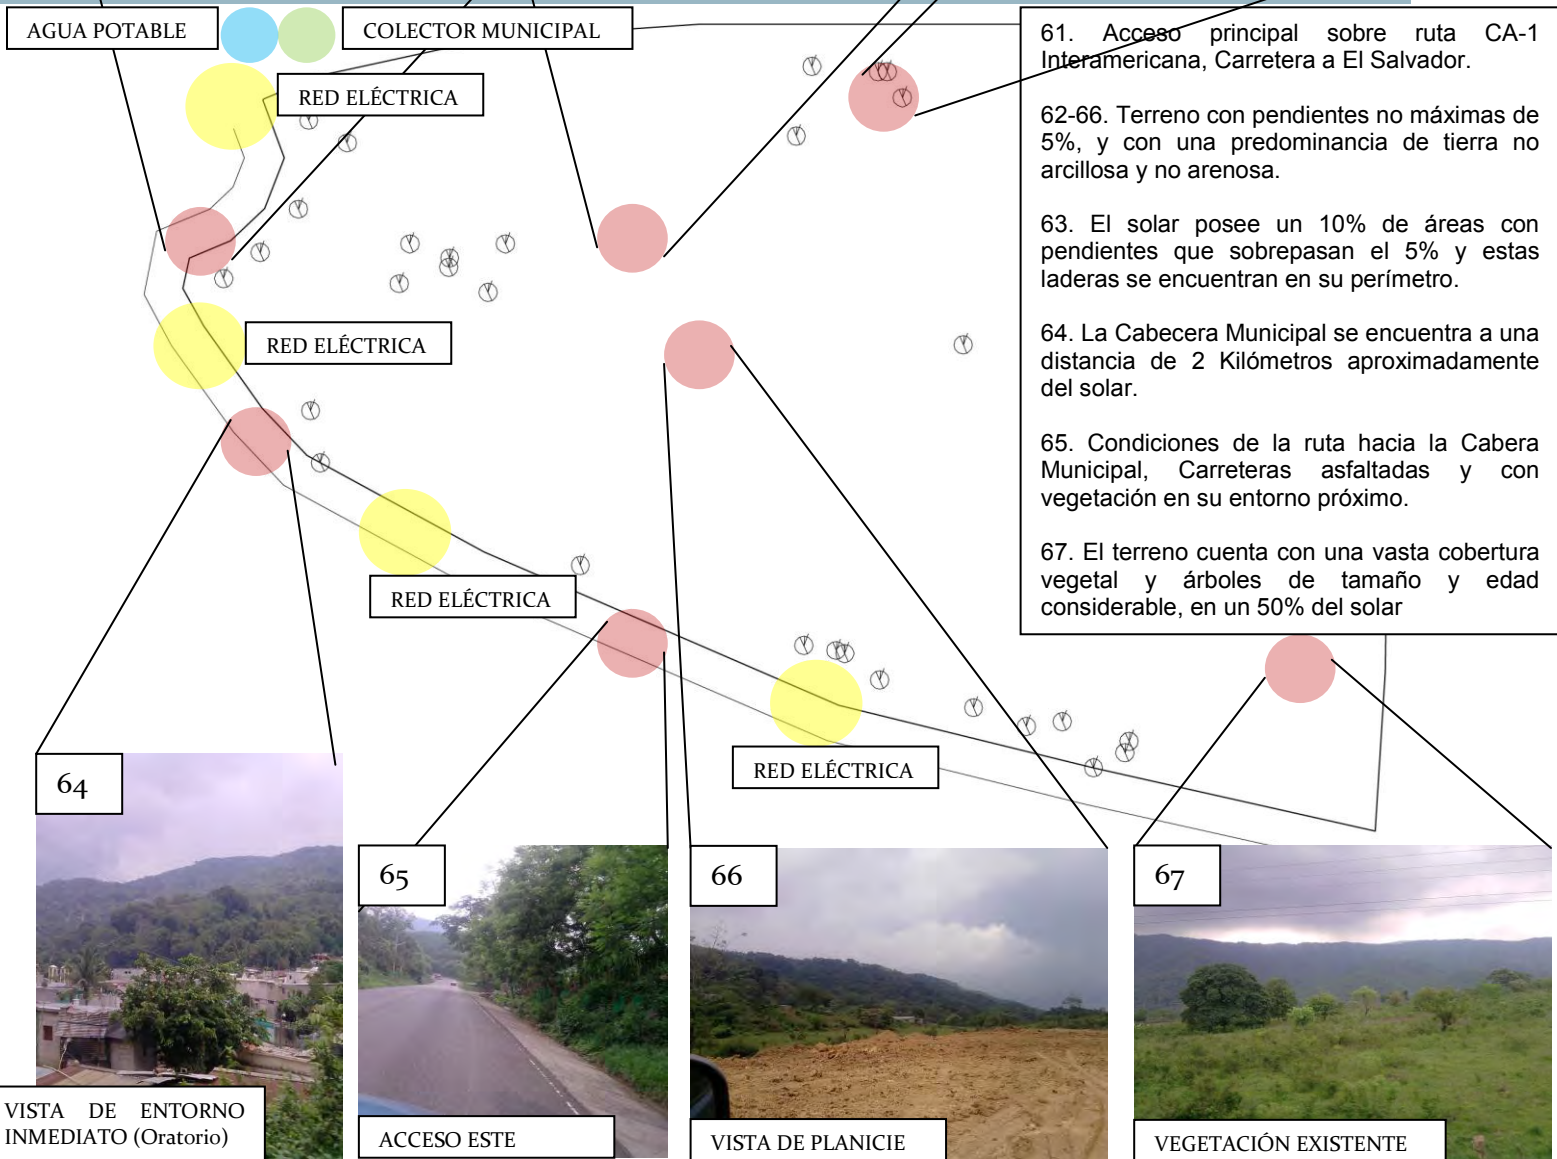 AGUA POTABLE
COLECTOR MUNICIPAL
RED ELÉCTRICA
61. Acceso principal sobre ruta CA-1
Interamericana, Carretera a El Salvador.
62-66. Terreno con pendientes no máximas de
5%, y con una predominancia de tierra no
arcillosa y no arenosa.
63. El solar posee un 10% de áreas con
pendientes que sobrepasan el 5% y estas
laderas se encuentran en su perímetro.
64. La Cabecera Municipal se encuentra a una
distancia de 2 Kilómetros aproximadamente
del solar.
65. Condiciones de la ruta hacia la Cabera
Municipal, Carreteras asfaltadas y con
vegetación en su entorno próximo.
67. El terreno cuenta con una vasta cobertura
vegetal y árboles de tamaño y edad
considerable, en un 50% del solar
RED ELÉCTRICA
RED ELÉCTRICA
RED ELÉCTRICA
64
VISTA DE ENTORNO
INMEDIATO (Oratorio)
65
ACCESO ESTE
66
VISTA DE PLANICIE
67
VEGETACIÓN EXISTENTE